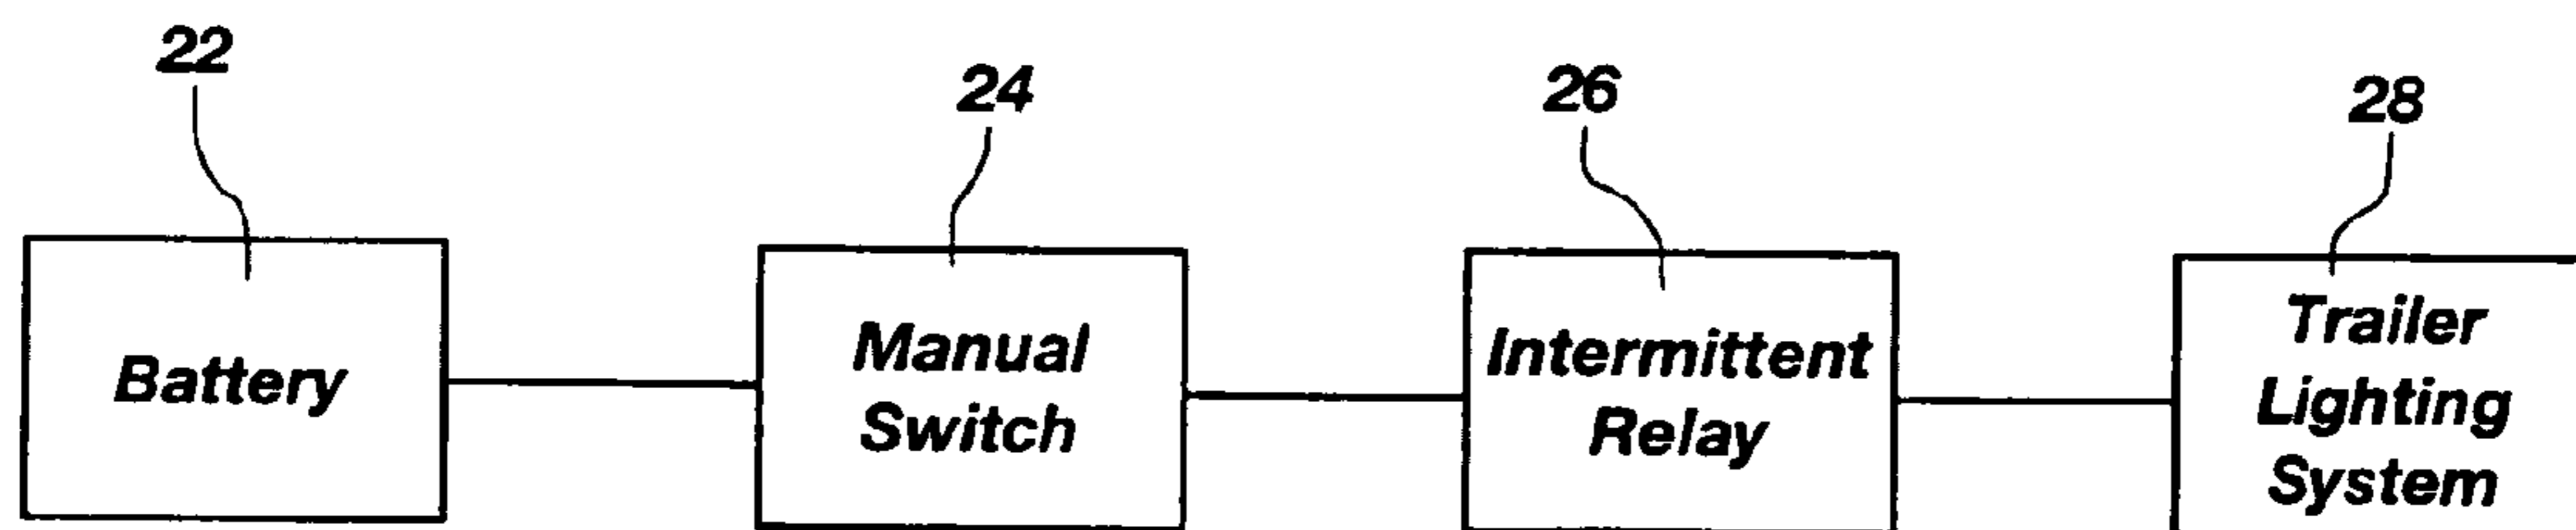 22
24
26
28
Battery
Manual
Switch
Intermittent
Relay
Trailer
Lighting
System